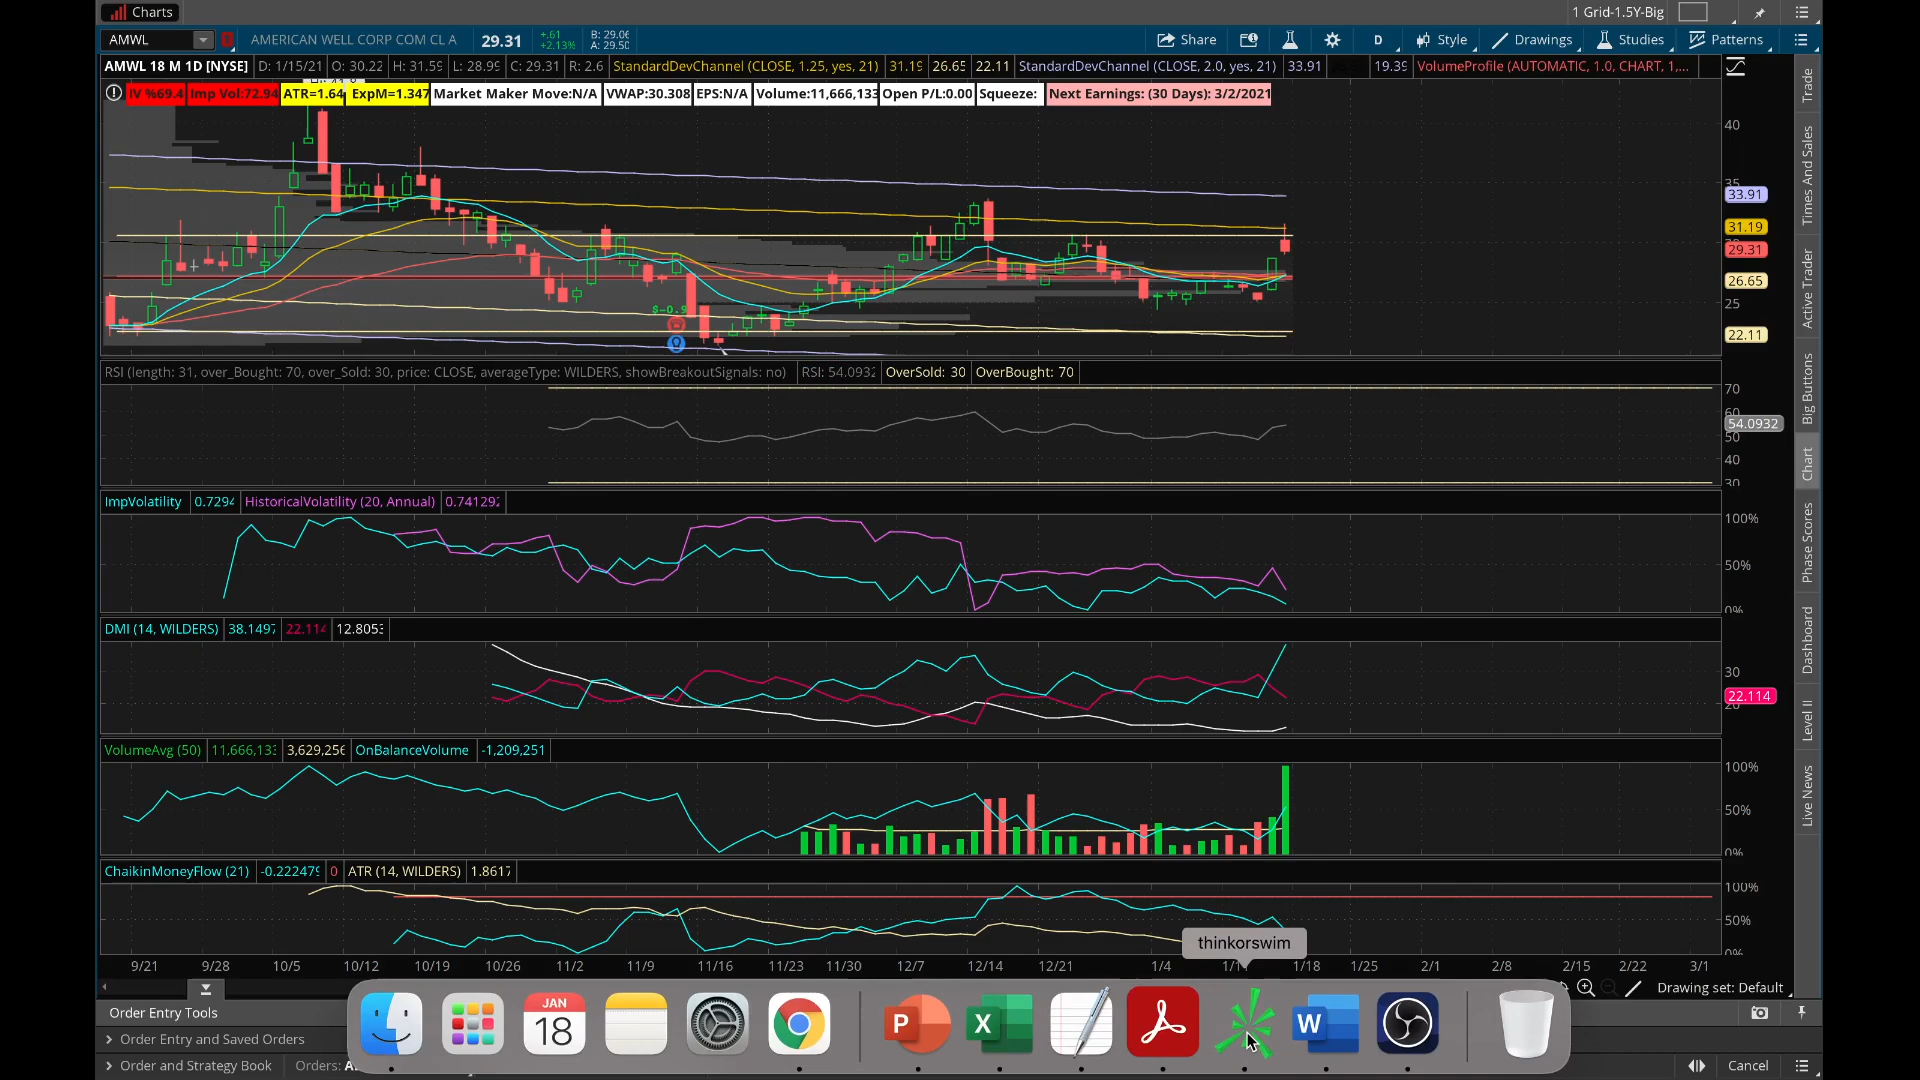 Charts
1 Grid-1.5Y-Big
AMWL
AMERICAN WELL CORP COM CL A
29.31
+.61
+2.13%
B: 29.06
A: 29.50
Share
D
Style
Drawings
Studies
Patterns
AMWL 18 M 1D [NYSE]
D: 1/15/21
O: 30.22
H: 31.59
L: 28.99
C: 29.31
R: 2.6
StandardDevChannel (CLOSE, 1.25, yes, 21)
31.19
26.65
22.11
StandardDevChannel (CLOSE, 2.0, yes, 21)
33.91
19.39
VolumeProfile (AUTOMATIC, 1.0, CHART, 1,...
IV %69.4
Imp Vol:72.94
ATR=1.64
ExpM=1.347
Market Maker Move:N/A
VWAP:30.308
EPS:N/A
Volume:11,666,133
Open P/L:0.00
Squeeze:
Next Earnings: (30 Days): 3/2/2021
40
35
33.91
31.19
29.31
26.65
25
22.11
$-0.9
RSI (length: 31, over_Bought: 70, over_Sold: 30, price: CLOSE, averageType: WILDERS, showBreakoutSignals: no)
RSI: 54.0932
OverSold: 30
OverBought: 70
70
60
54.0932
50
40
30
ImpVolatility
0.7294
HistoricalVolatility (20, Annual)
0.741292
100%
50%
0%
DMI (14, WILDERS)
38.1497
22.114
12.8053
30
22.114
20
VolumeAvg (50)
11,666,133
3,629,256
OnBalanceVolume
-1,209,251
100%
50%
0%
ChaikinMoneyFlow (21)
-0.222479
0
ATR (14, WILDERS)
1.8617
100%
50%
0%
thinkorswim
9/21
9/28
10/5
10/12
10/19
10/26
11/2
11/9
11/16
11/23
11/30
12/7
12/14
12/21
1/4
1/18
1/25
2/1
2/8
2/15
2/22
3/1
Drawing set: Default
Order Entry Tools
Order Entry and Saved Orders
Order and Strategy Book
Orders:
Cancel
JAN
18
P
X
W
Trade
Times And Sales
Active Trader
Big Buttons
Chart
Phase Scores
Dashboard
Level II
Live News